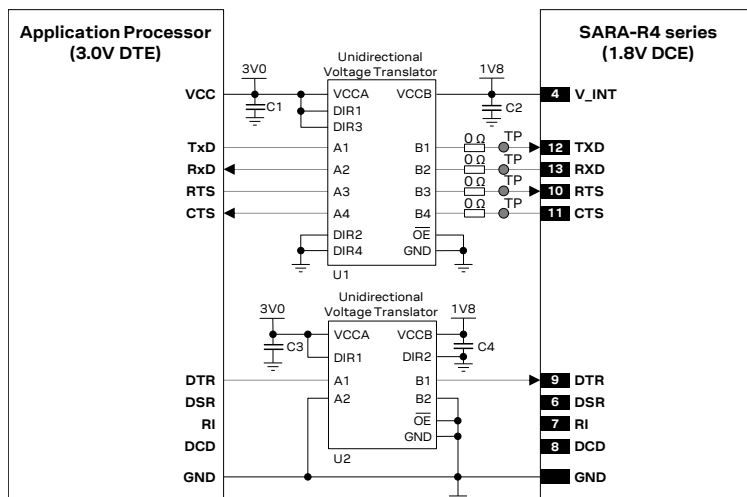 Application Processor
(3.0V DTE)
SARA-R4 series
(1.8V DCE)
Unidirectional
Voltage Translator
3V0
1V8
VCC
C1
VCCA
VCCB
C2
4
V_INT
DIR1
DIR3
0 Ω
TP
TxD
A1
B1
12
TXD
0 Ω
TP
RxD
A2
B2
13
RXD
0 Ω
TP
RTS
A3
B3
10
RTS
0 Ω
TP
CTS
A4
B4
11
CTS
DIR2
OE
DIR4
GND
U1
Unidirectional
Voltage Translator
3V0
1V8
VCCA
VCCB
C3
C4
DIR1
DIR2
DTR
A1
B1
9
DTR
DSR
A2
B2
6
DSR
RI
OE
7
RI
GND
DCD
8
DCD
U2
GND
GND